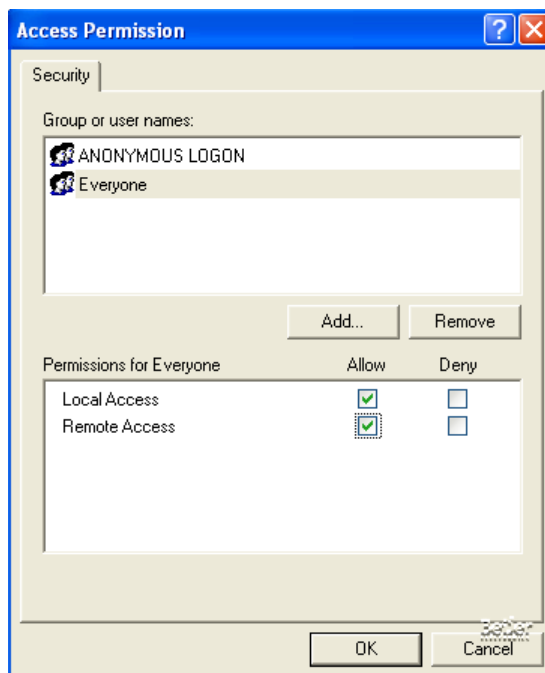 Access Permission
Security
Group or user names:
ANONYMOUS LOGON
Everyone
Add... Remove
Permissions for Everyone Allow Deny
Local Access
Remote Access
OK Cancel